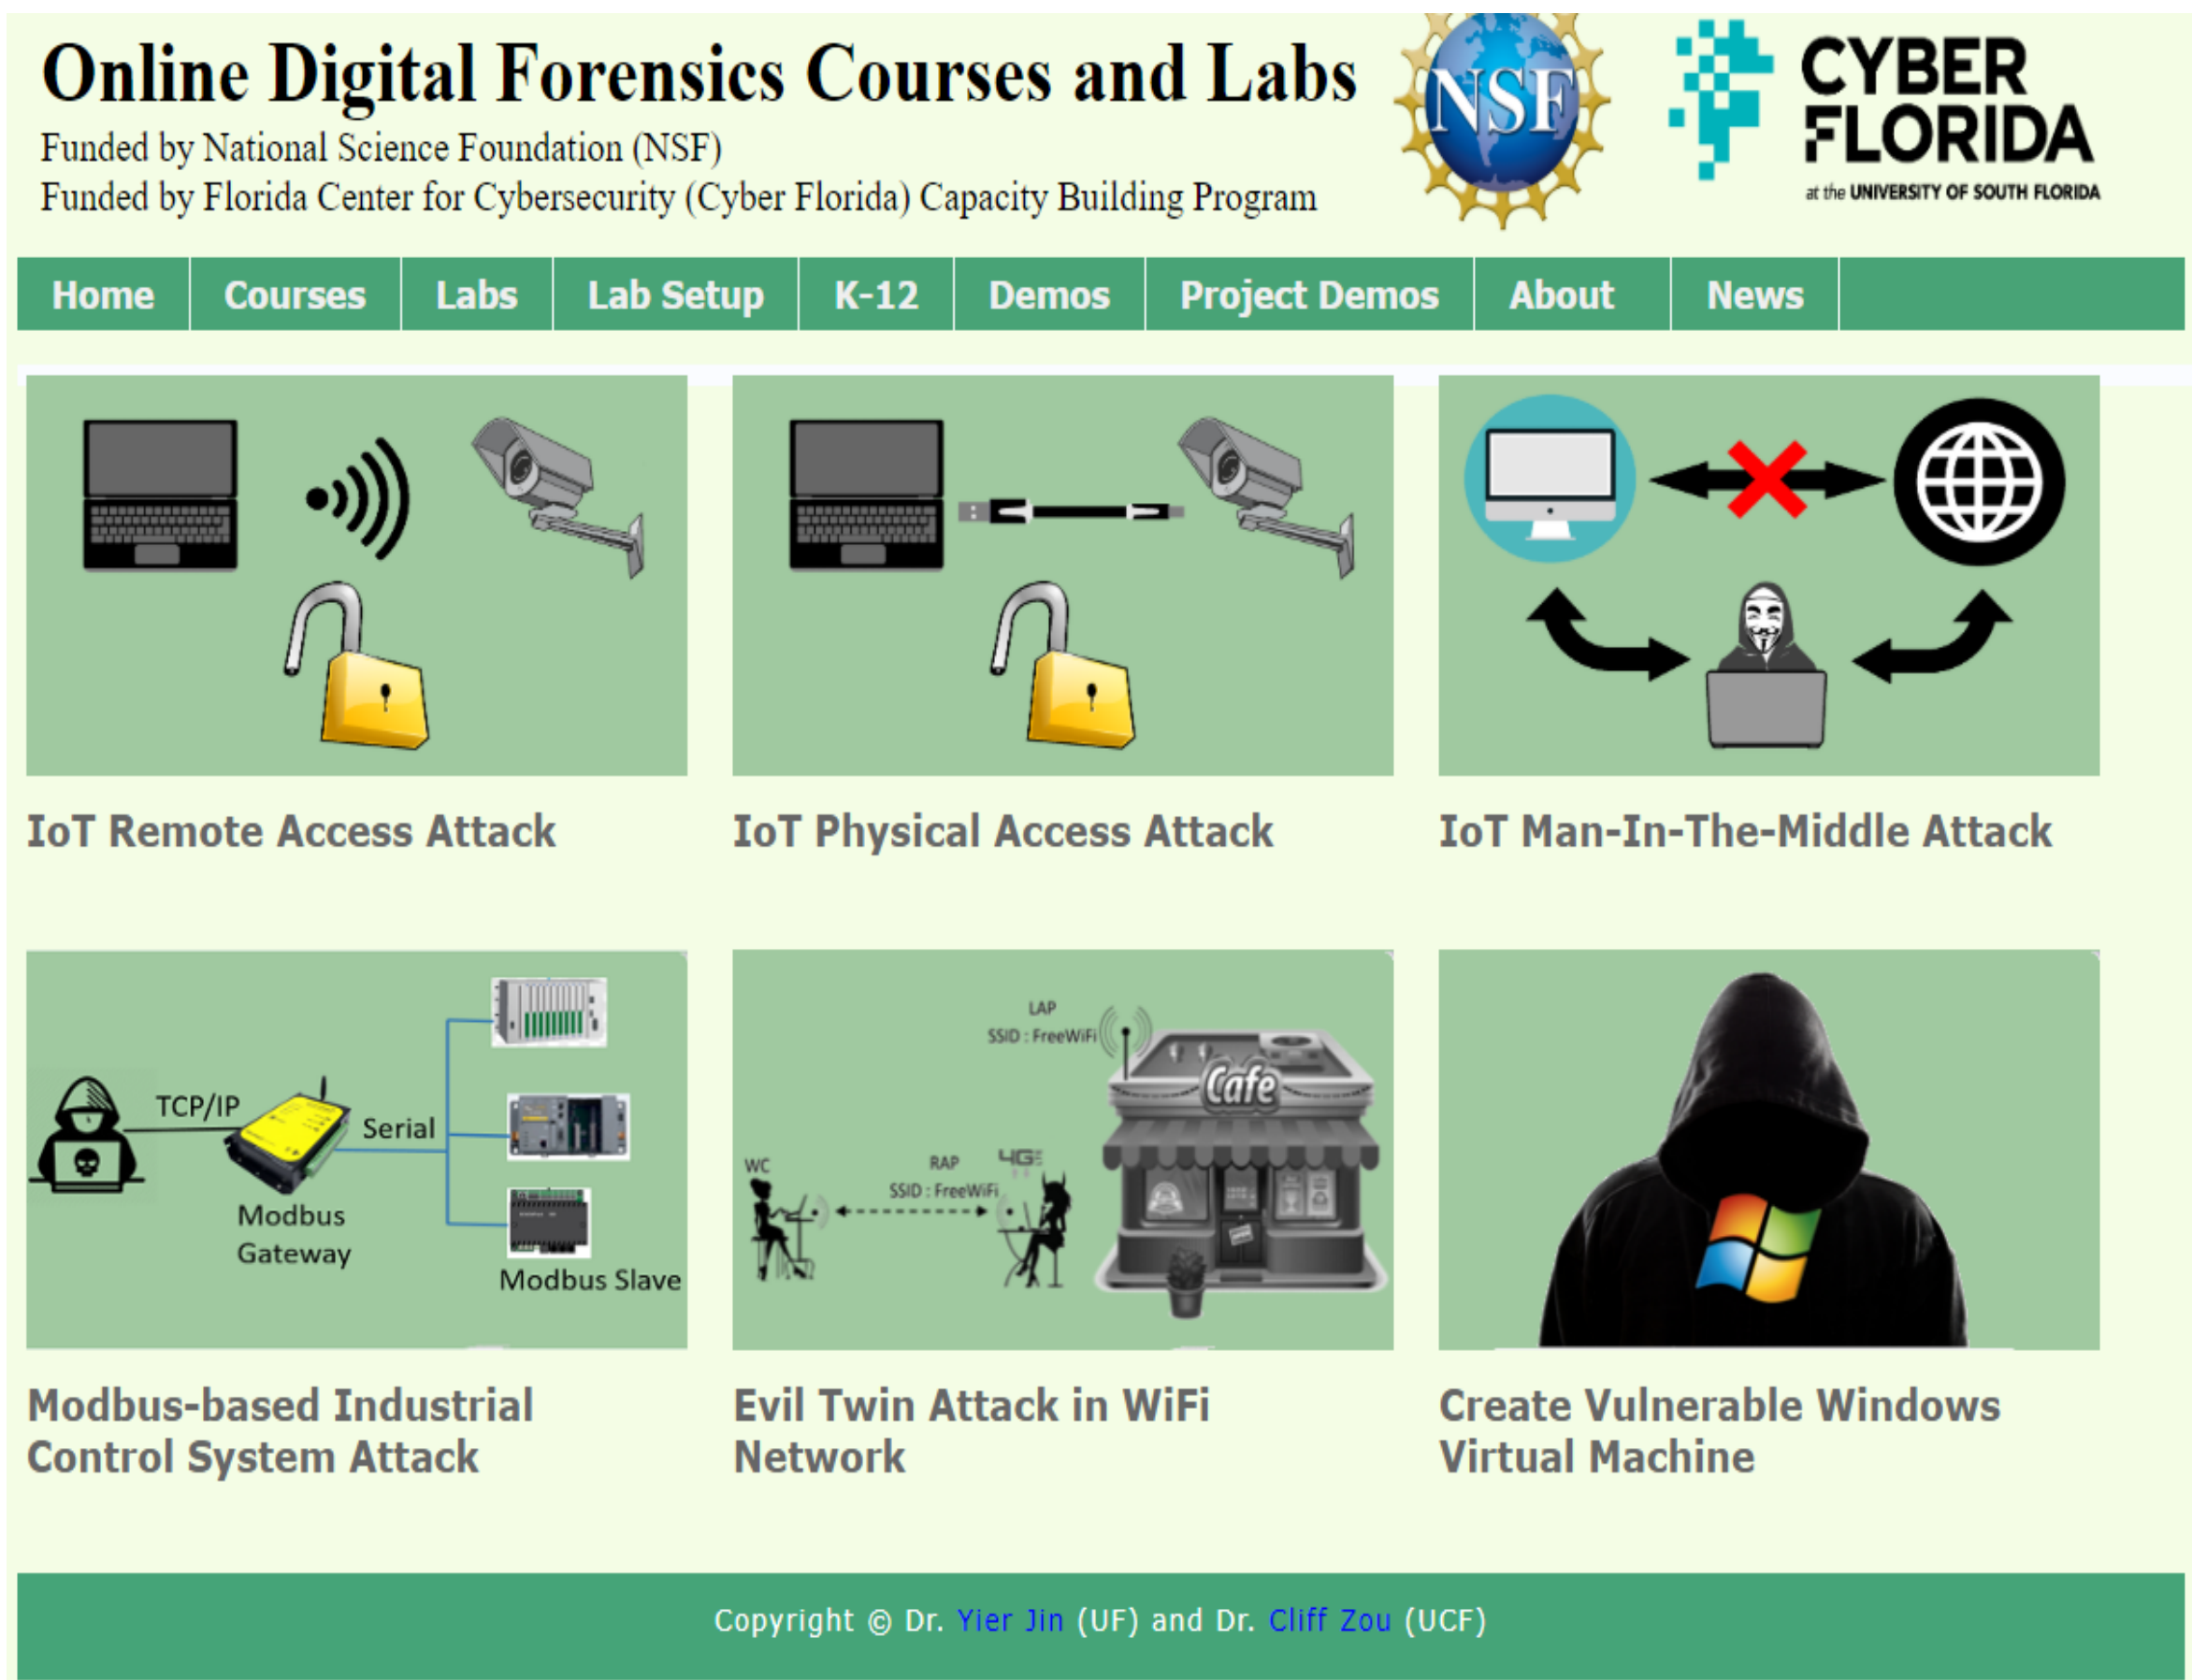 Online Digital Forensics Courses and Labs
Funded by National Science Foundation (NSF)
Funded by Florida Center for Cybersecurity (Cyber Florida) Capacity Building Program
NSF
CYBER
FLORIDA
at the UNIVERSITY OF SOUTH FLORIDA
Home Courses Labs Lab Setup K-12 Demos Project Demos About News
IoT Remote Access Attack
IoT Physical Access Attack
IoT Man-In-The-Middle Attack
TCP/IP
Serial
Modbus
Gateway
Modbus Slave
LAP
SSID : FreeWiFi
Cafe
WC
RAP
SSID : FreeWiFi
4G
Modbus-based Industrial
Control System Attack
Evil Twin Attack in WiFi
Network
Create Vulnerable Windows
Virtual Machine
Copyright © Dr. Yier Jin (UF) and Dr. Cliff Zou (UCF)